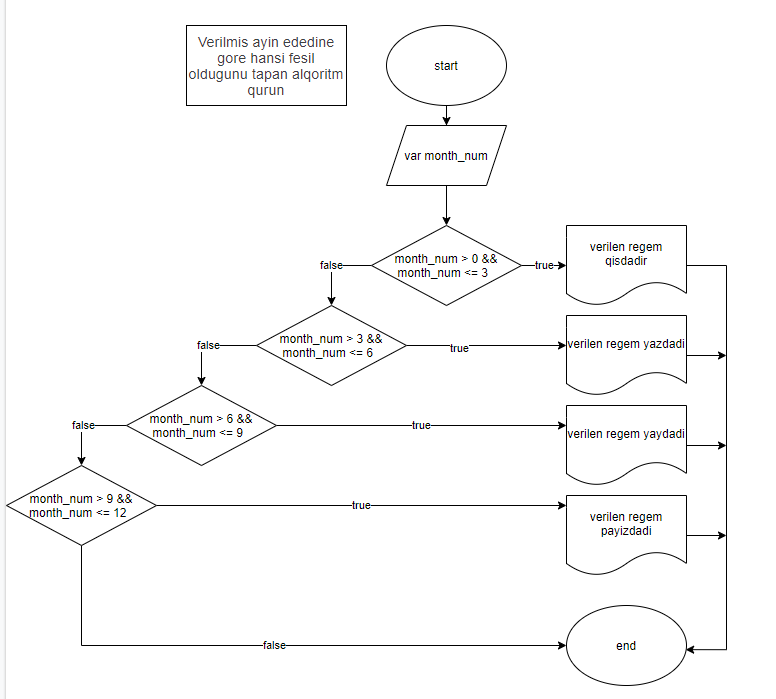 Verilmis ayin ededine
gore hansi fesil
oldugunu tapan alqoritm
qurun
start
var month_num
month_num > 0 &&
month_num <= 3
false
true
verilen regem
qisdadir
month_num > 3 &&
month_num <= 6
false
true
verilen regem yazdadi
month_num > 6 &&
month_num <= 9
false
true
verilen regem yaydadi
month_num > 9 &&
month_num <= 12
true
verilen regem
payizdadi
false
end